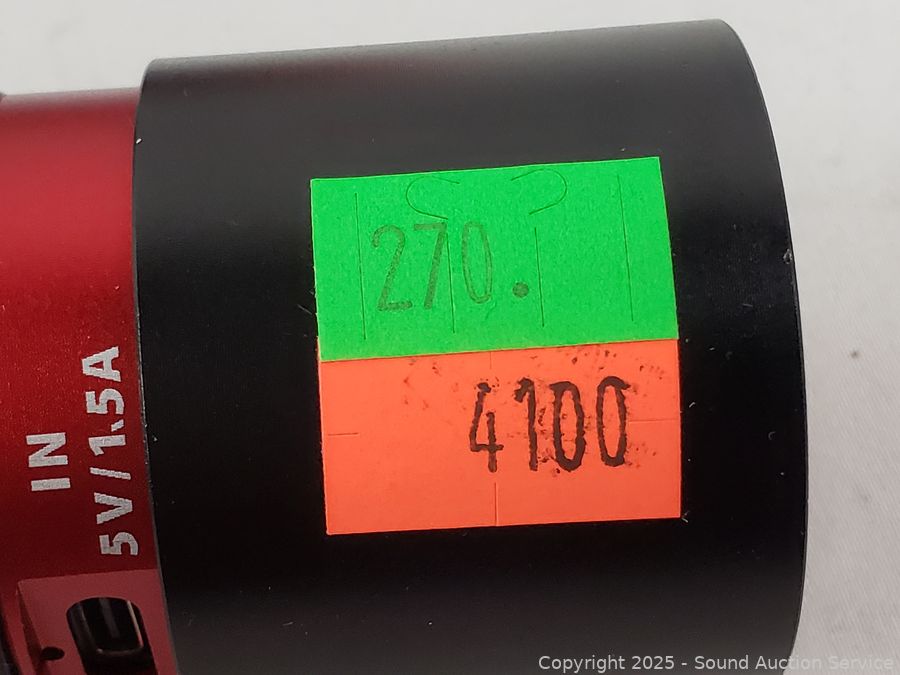 270.
4100
IN
5V/1.5A
Copyright 2025 - Sound Auction Service